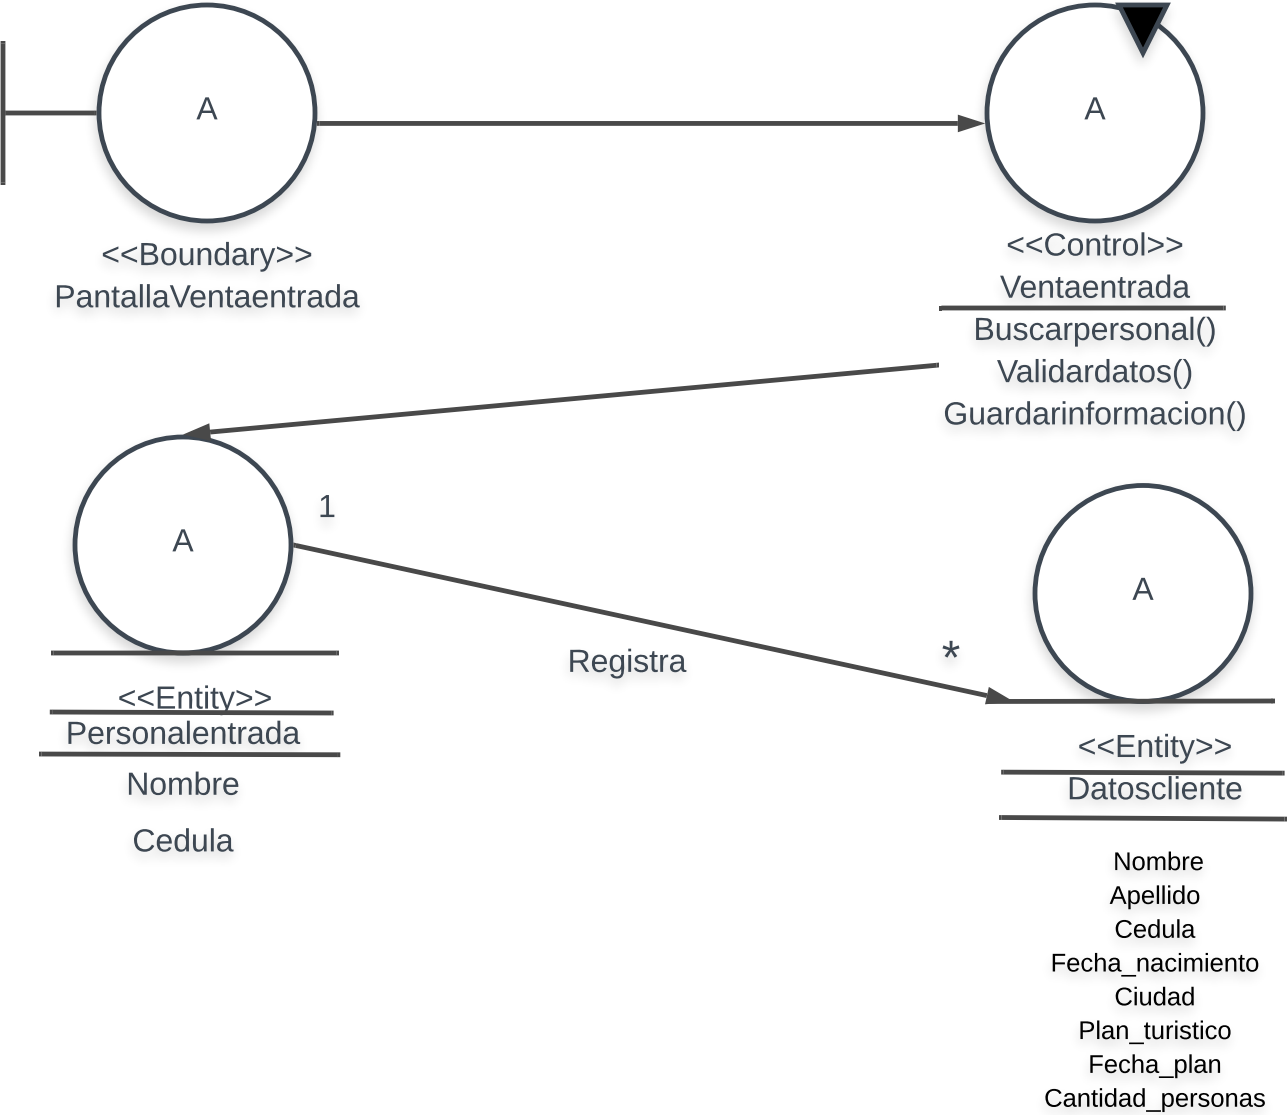 A
A
<<Boundary>>
PantallaVentaentrada
<<Control>>
Ventaentrada
Buscarpersonal()
Validardatos()
Guardarinformacion()
A
1
Registra
*
A
<<Entity>>
Personalentrada
Nombre
Cedula
<<Entity>>
Datoscliente
Nombre
Apellido
Cedula
Fecha_nacimiento
Ciudad
Plan_turistico
Fecha_plan
Cantidad_personas